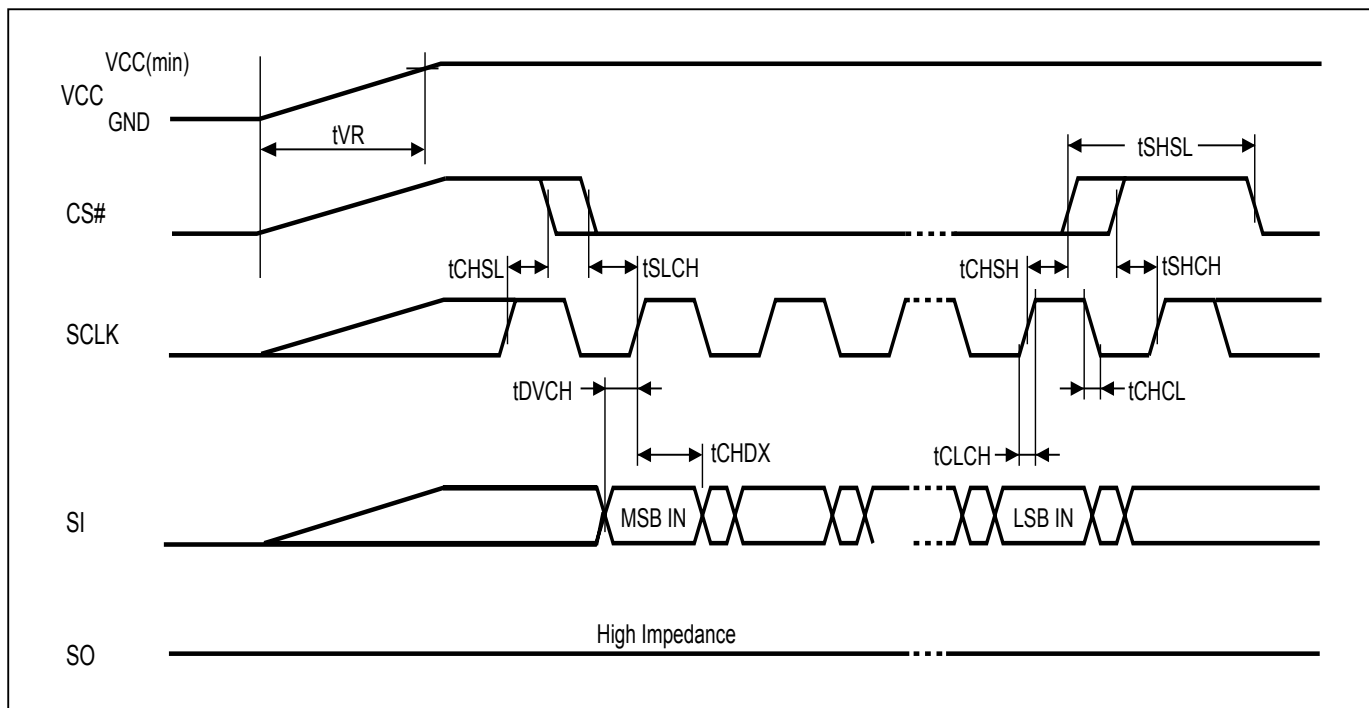 VCC(min)
VCC
GND
tVR
tSHSL
CS#
tCHSL
tSLCH
tCHSH
tSHCH
SCLK
tDVCH
tCHCL
tCHDX
tCLCH
SI
MSB IN
LSB IN
High Impedance
SO